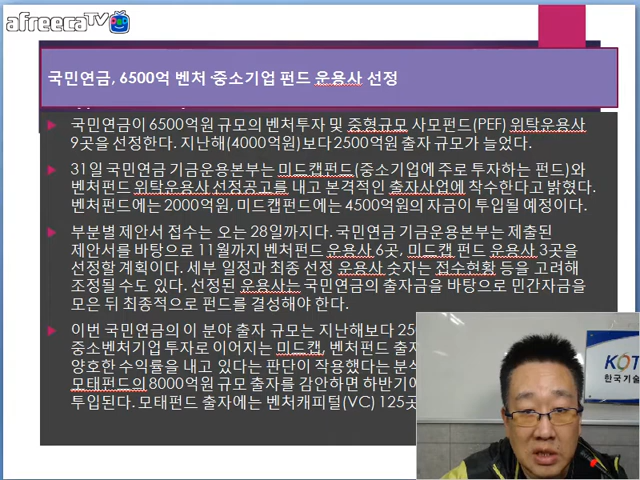 afreecaTV
국민연금, 6500억 벤처·중소기업 펀드 운용사 선정
국민연금이 6500억원 규모의 벤처투자 및 중형규모 사모펀드(PEF) 위탁운용사
9곳을 선정한다. 지난해(4000억원)보다2500억원 출자 규모가 늘었다.
31일 국민연금 기금운용본부는 미드캡펀드(중소기업에 주로 투자하는 펀드)와
벤처펀드 위탁운용사 선정공고를 내고 본격적인 출자사업에 착수한다고 밝혔다.
벤처펀드에는 2000억원, 미드캡펀드에는 4500억원의 자금이 투입될 예정이다.
부분별 제안서 접수는 오는 28일까지다. 국민연금 기금운용본부는 제출된
제안서를 바탕으로 11월까지 벤처펀드 운용사 6곳, 미드캡 펀드 운용사 3곳을
선정할 계획이다. 세부 일정과 최종 선정 운용사 숫자는 접수현황 등을 고려해
조정될 수도 있다. 선정된 운용사는 국민연금의 출자금을 바탕으로 민간자금을
모은 뒤 최종적으로 펀드를 결성해야 한다.
이번 국민연금의 이 분야 출자 규모는 지난해보다 25
중소벤처기업 투자로 이어지는 미드캡, 벤처펀드 출자
양호한 수익률을 내고 있다는 판단이 작용했다는 분석
모태펀드의 8000억원 규모 출자를 감안하면 하반기에
투입된다. 모태펀드 출자에는 벤처캐피털(VC) 125곳
KOT
한국기술